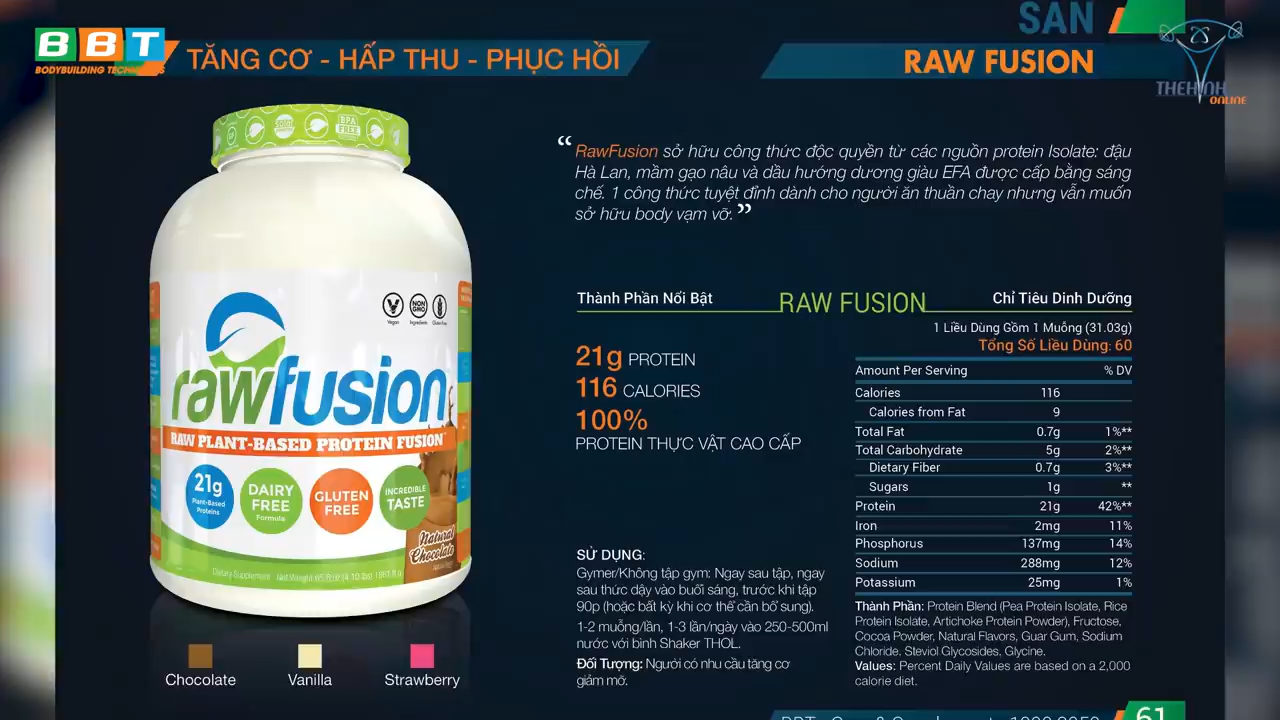 BBT
BODYBUILDING
TĂNG CƠ - HẤP THU - PHỤC HỒI
SAN
RAW FUSION
THEHINH
ONLINE
BPA
FREE
“ RawFusion sở hữu công thức độc quyền từ các nguồn protein Isolate: đậu
Hà Lan, mầm gạo nâu và dầu hướng dương giàu EFA được cấp bằng sáng
chế. 1 công thức tuyệt đỉnh dành cho người ăn thuần chay nhưng vẫn muốn
sở hữu body vạm vỡ. ”
Vegan
NON
GMO
Ingredients
Gluten Free
rawfusion
RAW PLANT-BASED PROTEIN FUSION
21g
Plant-Based
Proteins
DAIRY
FREE
Formula
GLUTEN
FREE
INCREDIBLE
TASTE
Natural
Chocolate
Dietary Supplement
Chocolate
Vanilla
Strawberry
Thành Phần Nổi Bật
RAW FUSION
Chỉ Tiêu Dinh Dưỡng
21g PROTEIN
116 CALORIES
100%
PROTEIN THỰC VẬT CAO CẤP
SỬ DỤNG:
Gymer/Không tập gym: Ngay sau tập, ngay
sau thức dậy vào buổi sáng, trước khi tập
90p (hoặc bất kỳ khi cơ thể cần bổ sung).
1-2 muỗng/lần, 1-3 lần/ngày vào 250-500ml
nước với bình Shaker THOL.
Đối Tượng: Người có nhu cầu tăng cơ
giảm mỡ.
1 Liều Dùng Gồm 1 Muỗng (31.03g)
Tổng Số Liều Dùng: 60
Amount Per Serving % DV
Calories 116
Calories from Fat 9
Total Fat 0.7g 1%**
Total Carbohydrate 5g 2%**
Dietary Fiber 0.7g 3%**
Sugars 1g **
Protein 21g 42%**
Iron 2mg 11%
Phosphorus 137mg 14%
Sodium 288mg 12%
Potassium 25mg 1%
Thành Phần: Protein Blend (Pea Protein Isolate, Rice
Protein Isolate, Artichoke Protein Powder), Fructose,
Cocoa Powder, Natural Flavors, Guar Gum, Sodium
Chloride. Steviol Glycosides, Glycine.
Values: Percent Daily Values are based on a 2,000
calorie diet.
61